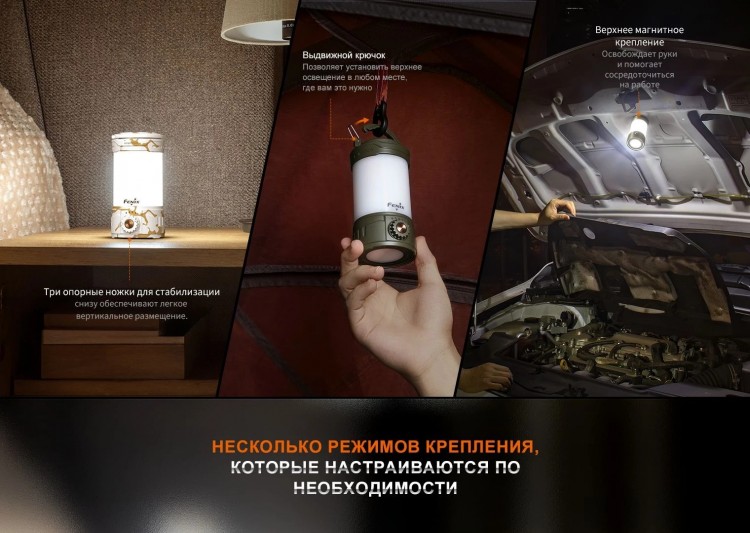 Три опорные ножки для стабилизации
снизу обеспечивают легкое
вертикальное размещение.
FENIX
Выдвижной крючок
Позволяет установить верхнее
освещение в любом месте,
где вам это нужно
FENIX
Верхнее магнитное
крепление
Освобождает руки
и помогает
сосредоточиться
на работе
НЕСКОЛЬКО РЕЖИМОВ КРЕПЛЕНИЯ,
КОТОРЫЕ НАСТРАИВАЮТСЯ ПО
НЕОБХОДИМОСТИ